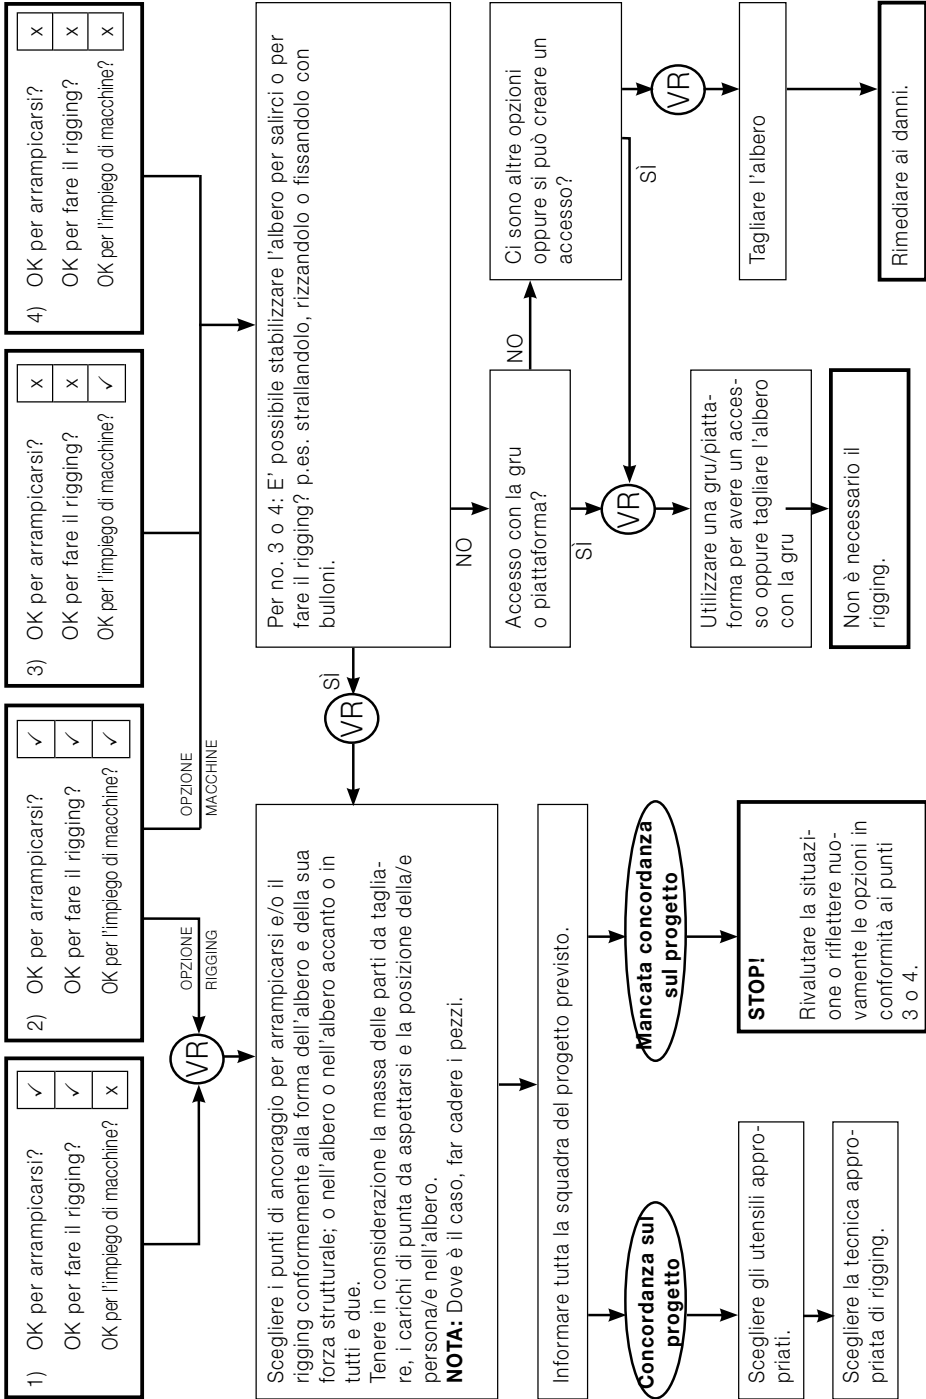 1) OK per arrampicarsi? ✓
OK per fare il rigging? ✓
OK per l'impiego di macchine? x
2) OK per arrampicarsi? ✓
OK per fare il rigging? ✓
OK per l'impiego di macchine? ✓
3) OK per arrampicarsi? x
OK per fare il rigging? x
OK per l'impiego di macchine? ✓
4) OK per arrampicarsi? x
OK per fare il rigging? x
OK per l'impiego di macchine? x
OPZIONE
RIGGING
OPZIONE
MACCHINE
VR
Scegliere i punti di ancoraggio per arrampicarsi e/o il
rigging conformemente alla forma dell'albero e della sua
forza strutturale; o nell'albero o nell'albero accanto o in
tutti e due.
Tenere in considerazione la massa delle parti da taglia-
re, i carichi di punta da aspettarsi e la posizione della/e
persona/e nell'albero.
NOTA: Dove è il caso, far cadere i pezzi.
SÌ
VR
Per no. 3 o 4: E' possibile stabilizzare l'albero per salirci o per
fare il rigging? p.es. strallandolo, rizzandolo o fissandolo con
bulloni.
NO
Accesso con la gru
o piattaforma?
NO
Ci sono altre opzioni
oppure si può creare un
accesso?
SÌ
SÌ
VR
VR
Informare tutta la squadra del progetto previsto.
Concordanza sul
progetto
Mancata concordanza
sul progetto
Utilizzare una gru/piatta-
forma per avere un acces-
so oppure tagliare l'albero
con la gru
Tagliare l'albero
Scegliere gli utensili appro-
priati.
STOP!
Rivalutare la situazi-
one o riflettere nuo-
vamente le opzioni in
conformità ai punti
3 o 4.
Non è necessario il
rigging.
Rimediare ai danni.
Scegliere la tecnica appro-
priata di rigging.